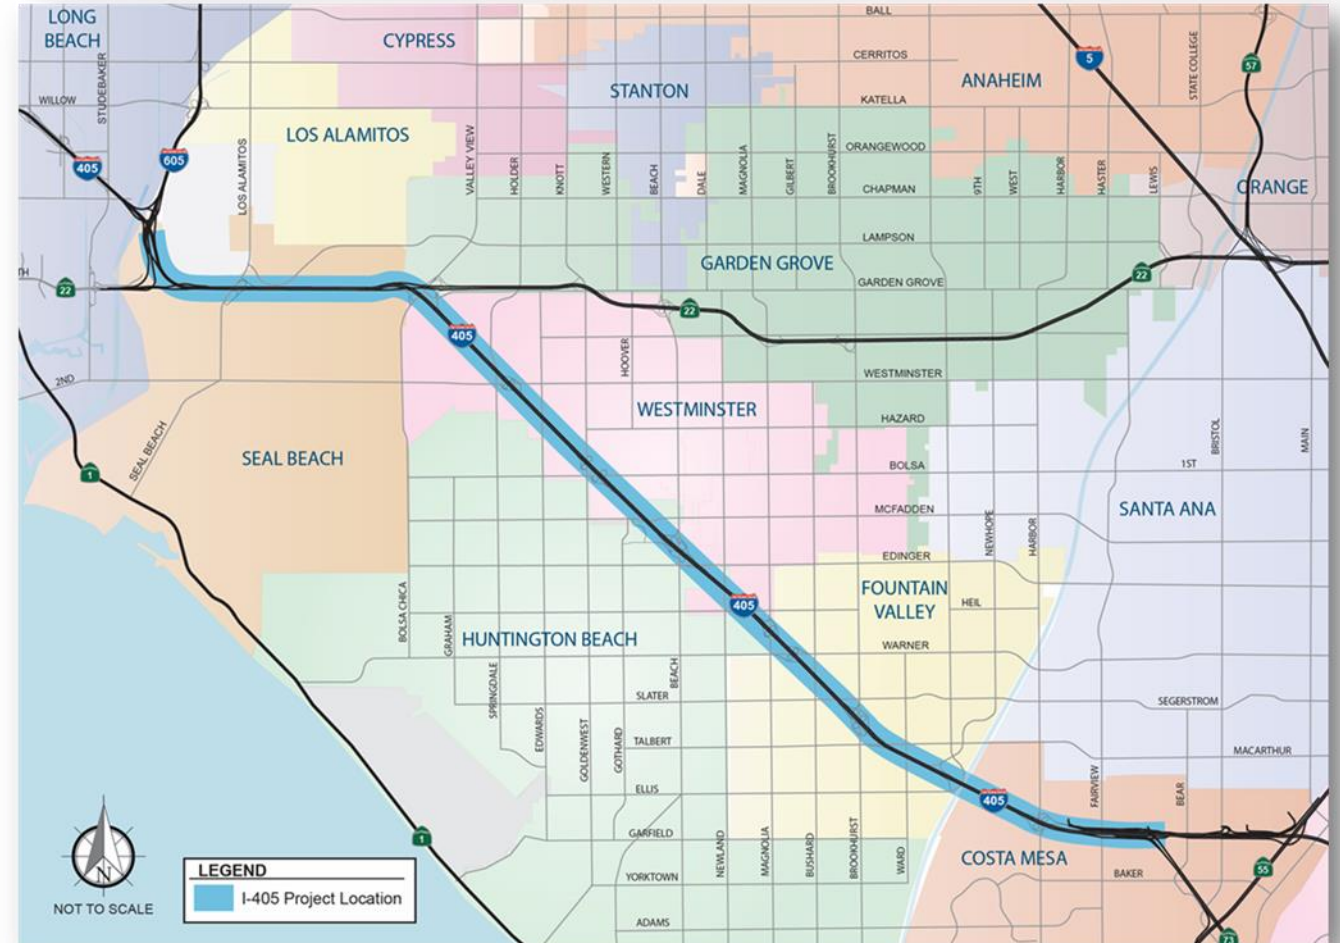 LONG
BEACH
CYPRESS
BALL
CERRITOS
STANTON
ANAHEIM
5
STATE COLLEGE
57
WILLOW
STUDEBAKER
KATELLA
LOS ALAMITOS
405
605
LOS ALAMITOS
VALLEY VIEW
HOLDER
KNOTT
WESTERN
BEACH
DALE
MAGNOLIA
GILBERT
BROOKHURST
ORANGEWOOD
CHAPMAN
9TH
WEST
HARBOR
HASTER
LEWIS
ORANGE
LAMPSON
GARDEN GROVE
GARDEN GROVE
22
TH
22
22
405
HOOVER
WESTMINSTER
2ND
WESTMINSTER
HAZARD
SEAL BEACH
SEAL BEACH
1
BOLSA
1ST
BRISTOL
MAIN
MCFADDEN
SANTA ANA
NEWHOPE
HARBOR
EDINGER
FOUNTAIN
VALLEY
HEIL
405
BOLSA CHICA
GRAHAM
HUNTINGTON BEACH
WARNER
SPRINGDALE
BEACH
SLATER
SEGERSTROM
EDWARDS
GOLDENWEST
GOTHARD
TALBERT
MACARTHUR
ELLIS
405
FAIRVIEW
BEAR
1
GARFIELD
NEWLAND
MAGNOLIA
BUSHARD
BROOKHURST
WARD
COSTA MESA
55
YORKTOWN
BAKER
ADAMS
73
N
NOT TO SCALE
LEGEND
I-405 Project Location